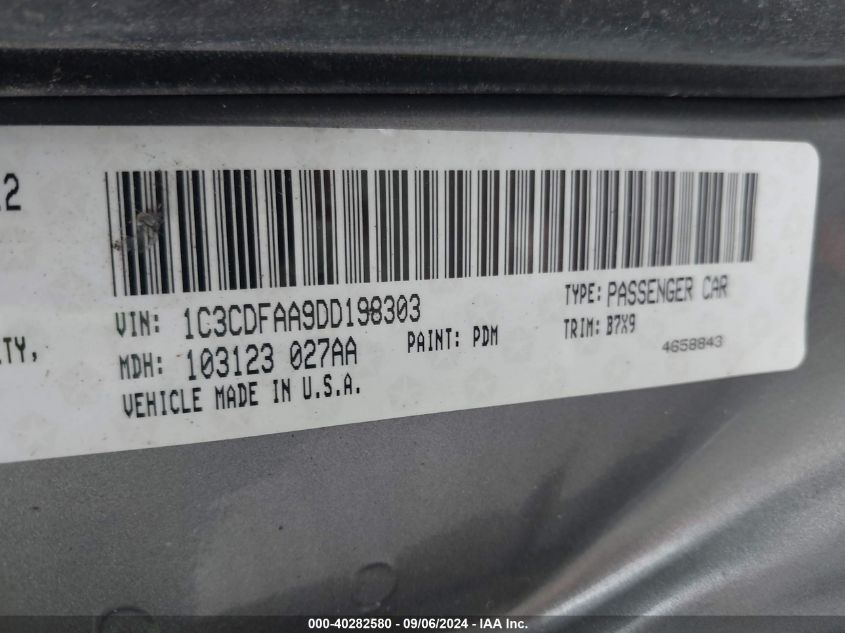 .2
LTY,
VIN: 1C3CDFAA9DD198303
TYPE: PASSENGER CAR
MDH: 103123 027AA
PAINT: PDM
TRIM: B7X9
VEHICLE MADE IN U.S.A.
4658843
000-40282580 - 09/06/2024 - IAA Inc.